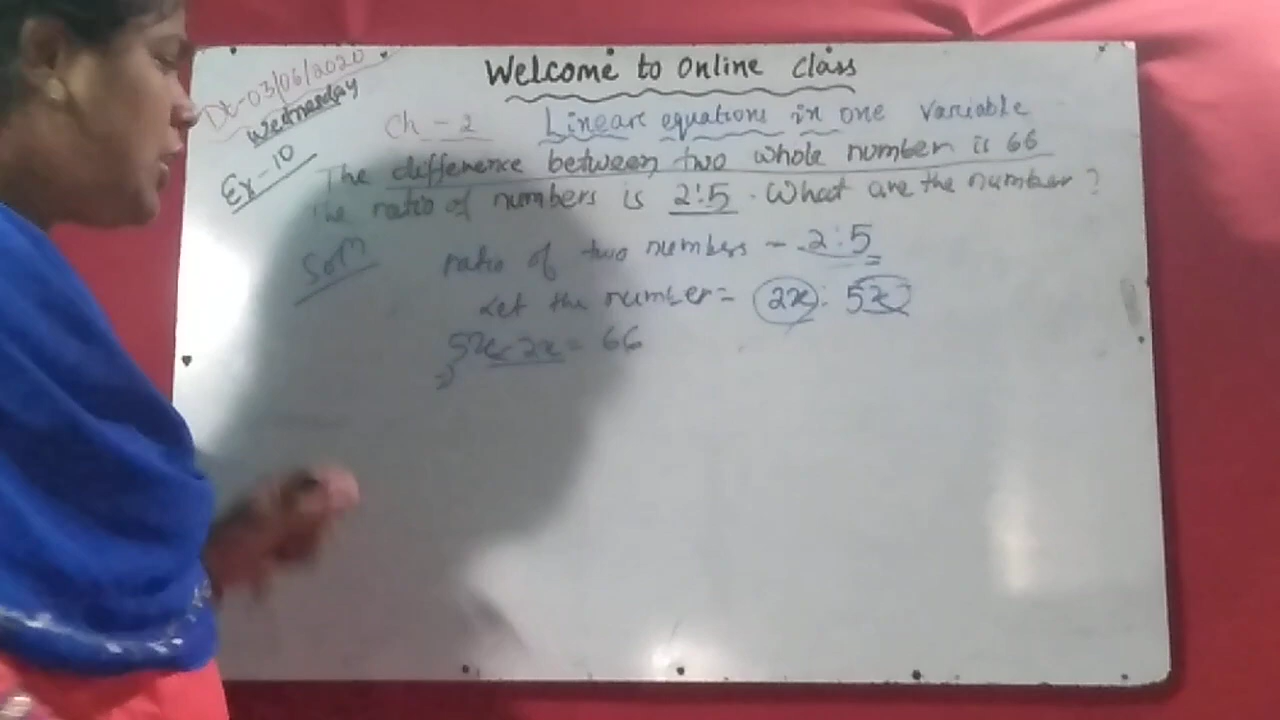 Welcome to Online Class
Dt-03/06/2020
Wednesday
Ch - 2 Linear equations in one variable
Ex-10
The difference between two whole number is 66
The ratio of numbers is 2:5. What are the number?
Soln ratio of two numbers - 2:5
Let the number = 2x : 5x
5x - 2x = 66
⇒